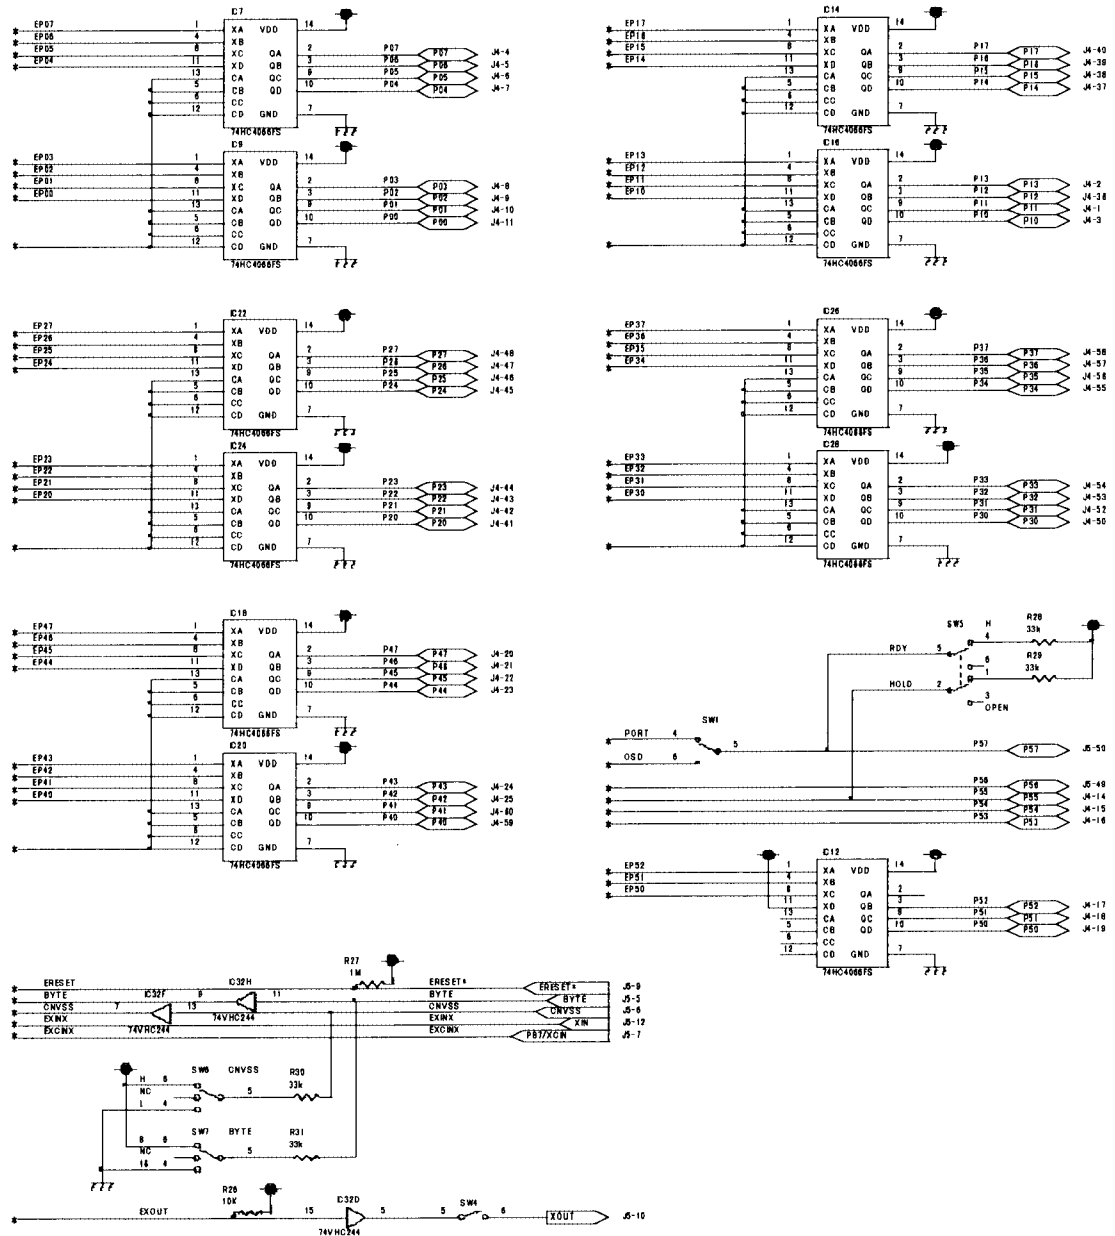 IC7
EP07 1 XA VDD 14
EP06 4 XB
EP05 8 XC QA 2 P07 P07 J4-4
EP04 11 XD QB 3 P06 P06 J4-5
13 CA QC 9 P05 P05 J4-6
5 CB QD 10 P04 P04 J4-7
6 CC
12 CD GND 7
74HC4066FS
IC9
EP03 1 XA VDD 14
EP02 4 XB
EP01 8 XC QA 2 P03 P03 J4-8
EP00 11 XD QB 3 P02 P02 J4-9
13 CA QC 9 P01 P01 J4-10
5 CB QD 10 P00 P00 J4-11
6 CC
12 CD GND 7
74HC4066FS
IC14
EP17 1 XA VDD 14
EP16 4 XB
EP15 8 XC QA 2 P17 P17 J4-40
EP14 11 XD QB 3 P16 P16 J4-39
13 CA QC 9 P15 P15 J4-38
5 CB QD 10 P14 P14 J4-37
6 CC
12 CD GND 7
74HC4066FS
IC16
EP13 1 XA VDD 14
EP12 4 XB
EP11 8 XC QA 2 P13 P13 J4-2
EP10 11 XD QB 3 P12 P12 J4-36
13 CA QC 9 P11 P11 J4-1
5 CB QD 10 P10 P10 J4-3
6 CC
12 CD GND 7
74HC4066FS
IC22
EP27 1 XA VDD 14
EP26 4 XB
EP25 8 XC QA 2 P27 P27 J4-48
EP24 11 XD QB 3 P26 P26 J4-47
13 CA QC 9 P25 P25 J4-46
5 CB QD 10 P24 P24 J4-45
6 CC
12 CD GND 7
74HC4066FS
IC24
EP23 1 XA VDD 14
EP22 4 XB
EP21 8 XC QA 2 P23 P23 J4-44
EP20 11 XD QB 3 P22 P22 J4-43
13 CA QC 9 P21 P21 J4-42
5 CB QD 10 P20 P20 J4-41
6 CC
12 CD GND 7
74HC4066FS
IC26
EP37 1 XA VDD 14
EP36 4 XB
EP35 8 XC QA 2 P37 P37 J4-58
EP34 11 XD QB 3 P36 P36 J4-57
13 CA QC 9 P35 P35 J4-56
5 CB QD 10 P34 P34 J4-55
6 CC
12 CD GND 7
74HC4066FS
IC28
EP33 1 XA VDD 14
EP32 4 XB
EP31 8 XC QA 2 P33 P33 J4-54
EP30 11 XD QB 3 P32 P32 J4-53
13 CA QC 9 P31 P31 J4-52
5 CB QD 10 P30 P30 J4-50
6 CC
12 CD GND 7
74HC4066FS
IC18
EP47 1 XA VDD 14
EP46 4 XB
EP45 8 XC QA 2 P47 P47 J4-20
EP44 11 XD QB 3 P46 P46 J4-21
13 CA QC 9 P45 P45 J4-22
5 CB QD 10 P44 P44 J4-23
6 CC
12 CD GND 7
74HC4066FS
IC20
EP43 1 XA VDD 14
EP42 4 XB
EP41 8 XC QA 2 P43 P43 J4-24
EP40 11 XD QB 3 P42 P42 J4-25
13 CA QC 9 P41 P41 J4-60
5 CB QD 10 P40 P40 J4-59
6 CC
12 CD GND 7
74HC4066FS
SW5 H R28
4 33k
RDY 5 R29
6 33k
1
HOLD 2
3
OPEN
SW1
PORT 4
5 P57 P57 J5-50
OSD 6
P56 P56 J5-49
P55 P55 J4-14
P54 P54 J4-15
P53 P53 J4-16
IC12
EP52 1 XA VDD 14
EP51 4 XB
EP50 8 XC QA 2
11 XD QB 3 P52 P52 J4-17
13 CA QC 9 P51 P51 J4-18
5 CB QD 10 P50 P50 J4-19
6 CC
12 CD GND 7
74HC4066FS
R27
1M
ERESET IC32H ERESET* ERESET* J5-9
BYTE IC32F 9 11 BYTE BYTE J5-5
CNVSS 7 13 CNVSS CNVSS J5-6
EXINX EXINX XIN J5-12
74VHC244 74VHC244
EXCINX EXCINX P87/XCIN J5-7
SW6 CNVSS R30
H 6 33k
NC 5
L 4
SW7 BYTE R31
8 6 33k
NC 5
16 4
R26
10K
IC32D
SW4
EXOUT 15 5 5 6 XOUT J5-10
74VHC244